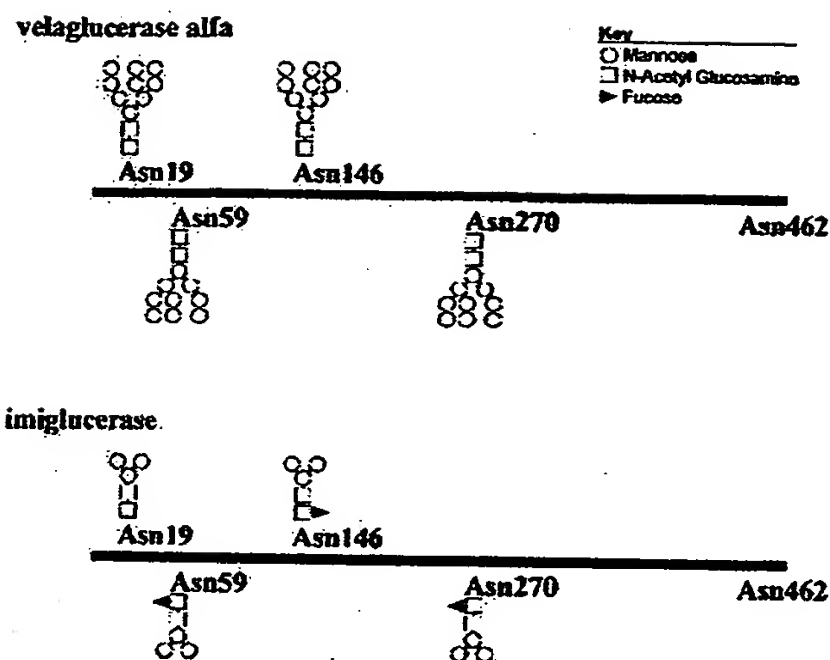 velaglucerase alfa
Key
Mannose
N-Acetyl Glucosamine
Fucose
Asn19
Asn146
Asn59
Asn270
Asn462
imiglucerase
Asn19
Asn146
Asn59
Asn270
Asn462